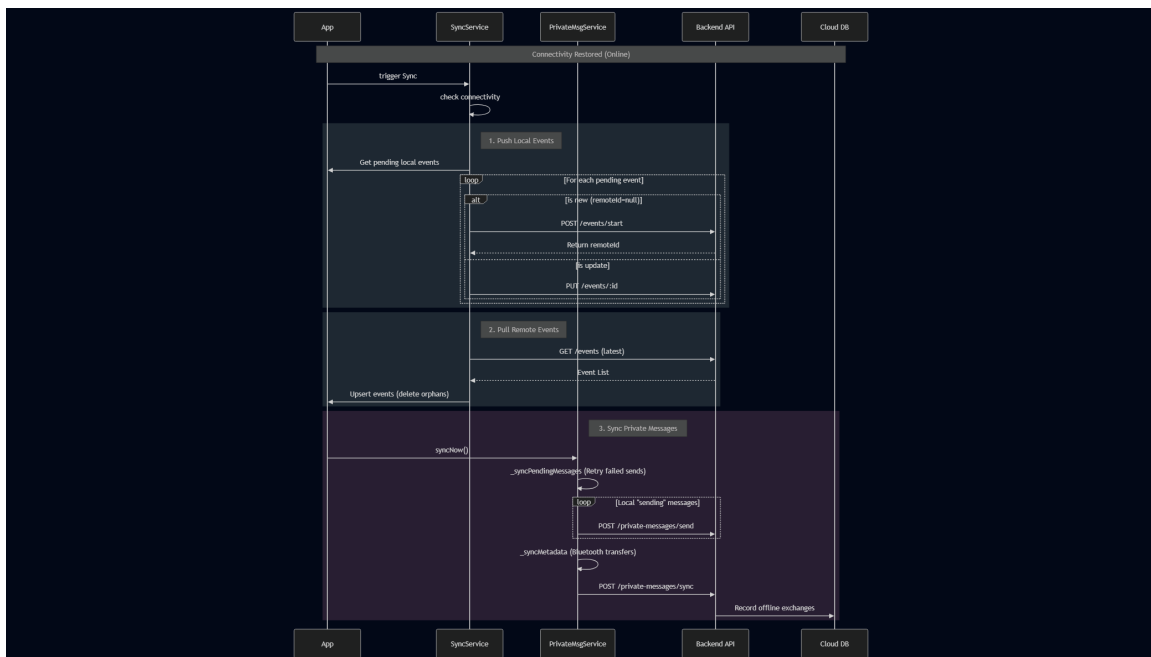 App SyncService PrivateMsgService Backend API Cloud DB
Connectivity Restored (Online)
trigger Sync
check connectivity
1. Push Local Events
Get pending local events
loop [For each pending event]
alt [is new (remoteId=null)]
POST /events/start
Return remoteId
[is update]
PUT /events/:id
2. Pull Remote Events
GET /events (latest)
Event List
Upsert events (delete orphans)
3. Sync Private Messages
syncNow()
_syncPendingMessages (Retry failed sends)
loop [Local "sending" messages]
POST /private-messages/send
_syncMetadata (Bluetooth transfers)
POST /private-messages/sync
Record offline exchanges
App SyncService PrivateMsgService Backend API Cloud DB